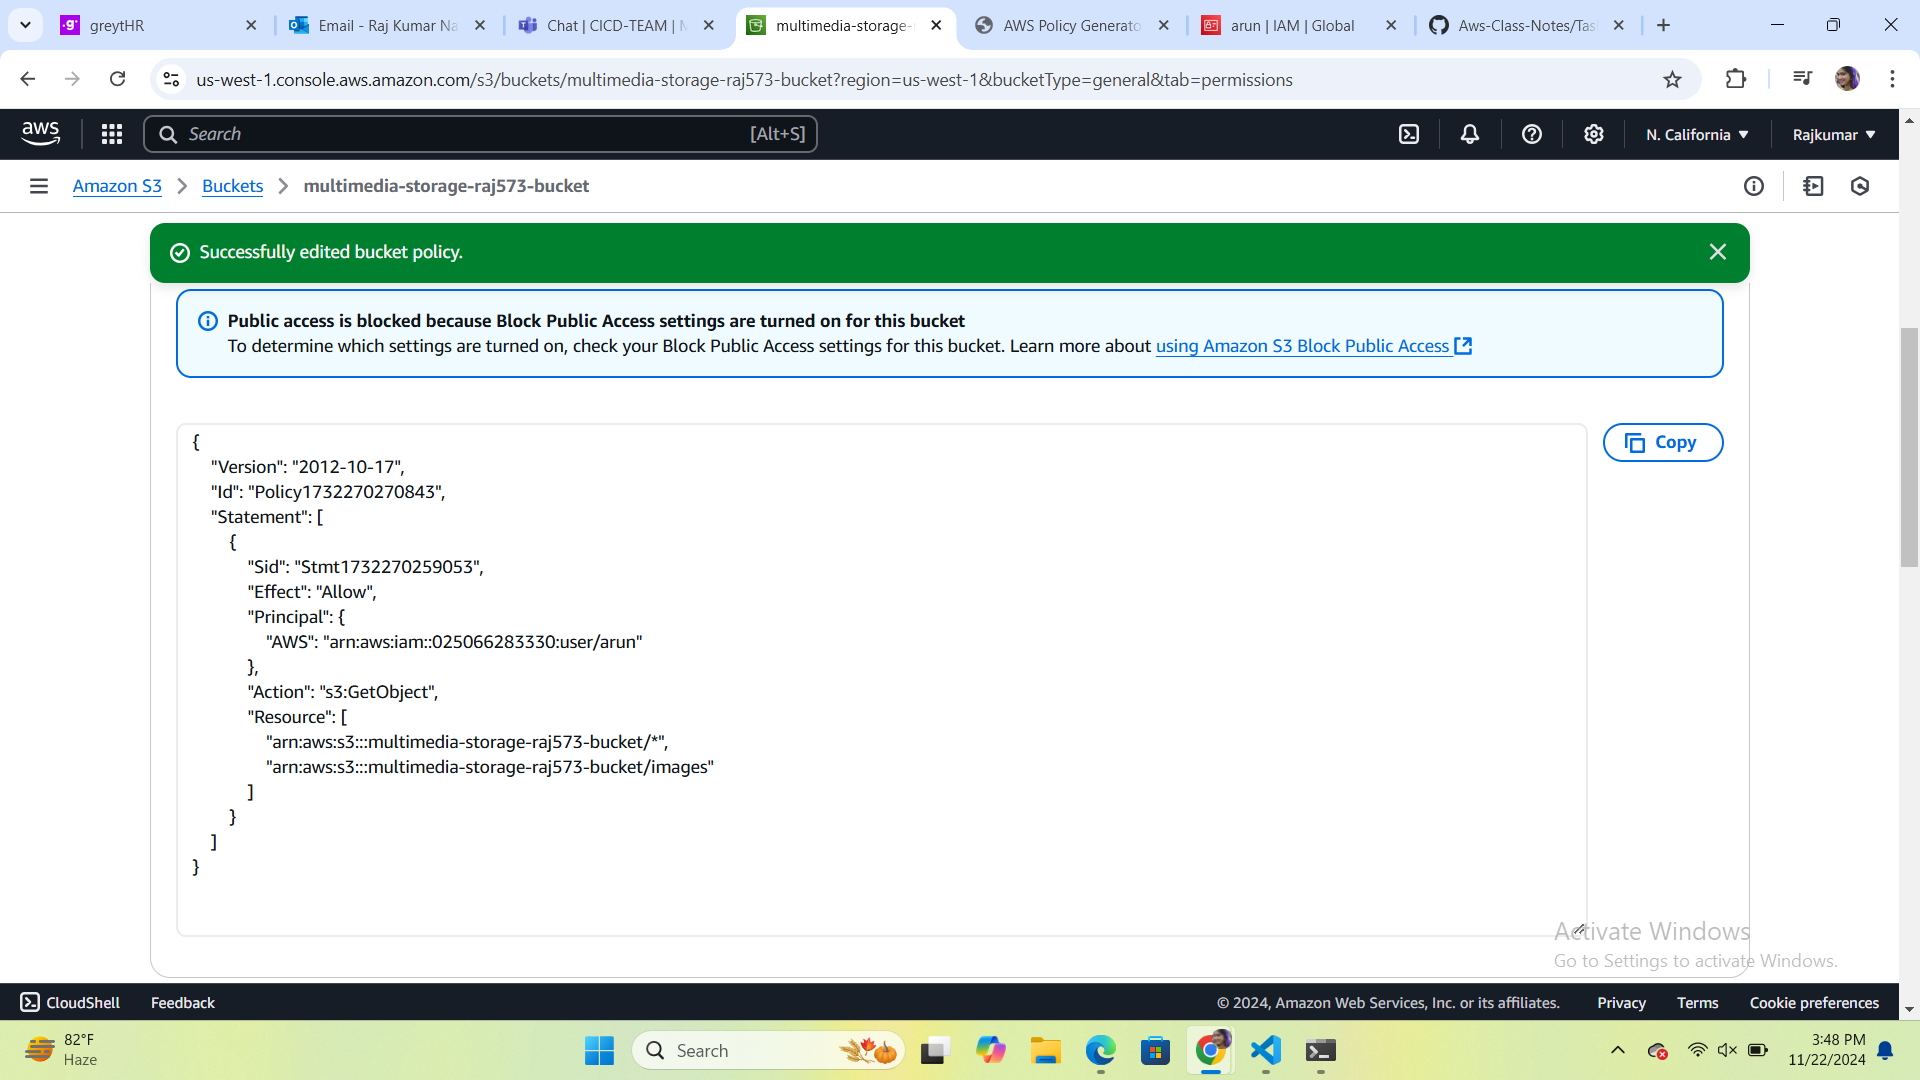 greytHR
Email - Raj Kumar Na
Chat | CICD-TEAM | M
multimedia-storage-
AWS Policy Generato
arun | IAM | Global
Aws-Class-Notes/Tas
us-west-1.console.aws.amazon.com/s3/buckets/multimedia-storage-raj573-bucket?region=us-west-1&bucketType=general&tab=permissions
aws
Search
[Alt+S]
N. California
Rajkumar
Amazon S3
Buckets
multimedia-storage-raj573-bucket
Successfully edited bucket policy.
Public access is blocked because Block Public Access settings are turned on for this bucket
To determine which settings are turned on, check your Block Public Access settings for this bucket. Learn more about using Amazon S3 Block Public Access
Copy
{
"Version": "2012-10-17",
"Id": "Policy1732270270843",
"Statement": [
{
"Sid": "Stmt1732270259053",
"Effect": "Allow",
"Principal": {
"AWS": "arn:aws:iam::025066283330:user/arun"
},
"Action": "s3:GetObject",
"Resource": [
"arn:aws:s3:::multimedia-storage-raj573-bucket/*",
"arn:aws:s3:::multimedia-storage-raj573-bucket/images"
]
}
]
}
Activate Windows
Go to Settings to activate Windows.
CloudShell
Feedback
© 2024, Amazon Web Services, Inc. or its affiliates.
Privacy
Terms
Cookie preferences
82°F
Haze
Search
3:48 PM
11/22/2024